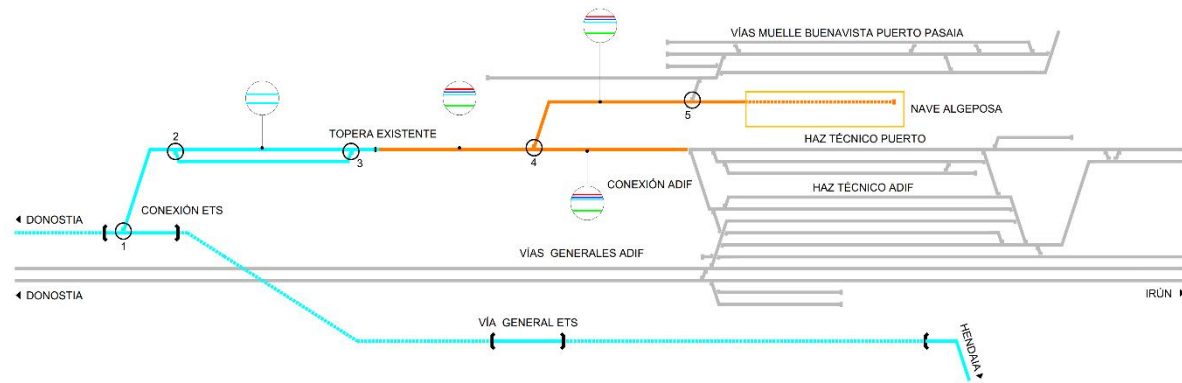 VÍAS MUELLE BUENAVISTA PUERTO PASAIA
5
NAVE ALGEPOSA
2
TOPERA EXISTENTE
3
4
HAZ TÉCNICO PUERTO
CONEXIÓN ADIF
HAZ TÉCNICO ADIF
CONEXIÓN ETS
DONOSTIA
1
VÍAS GENERALES ADIF
DONOSTIA
IRÚN
VÍA GENERAL ETS
HENDAIA